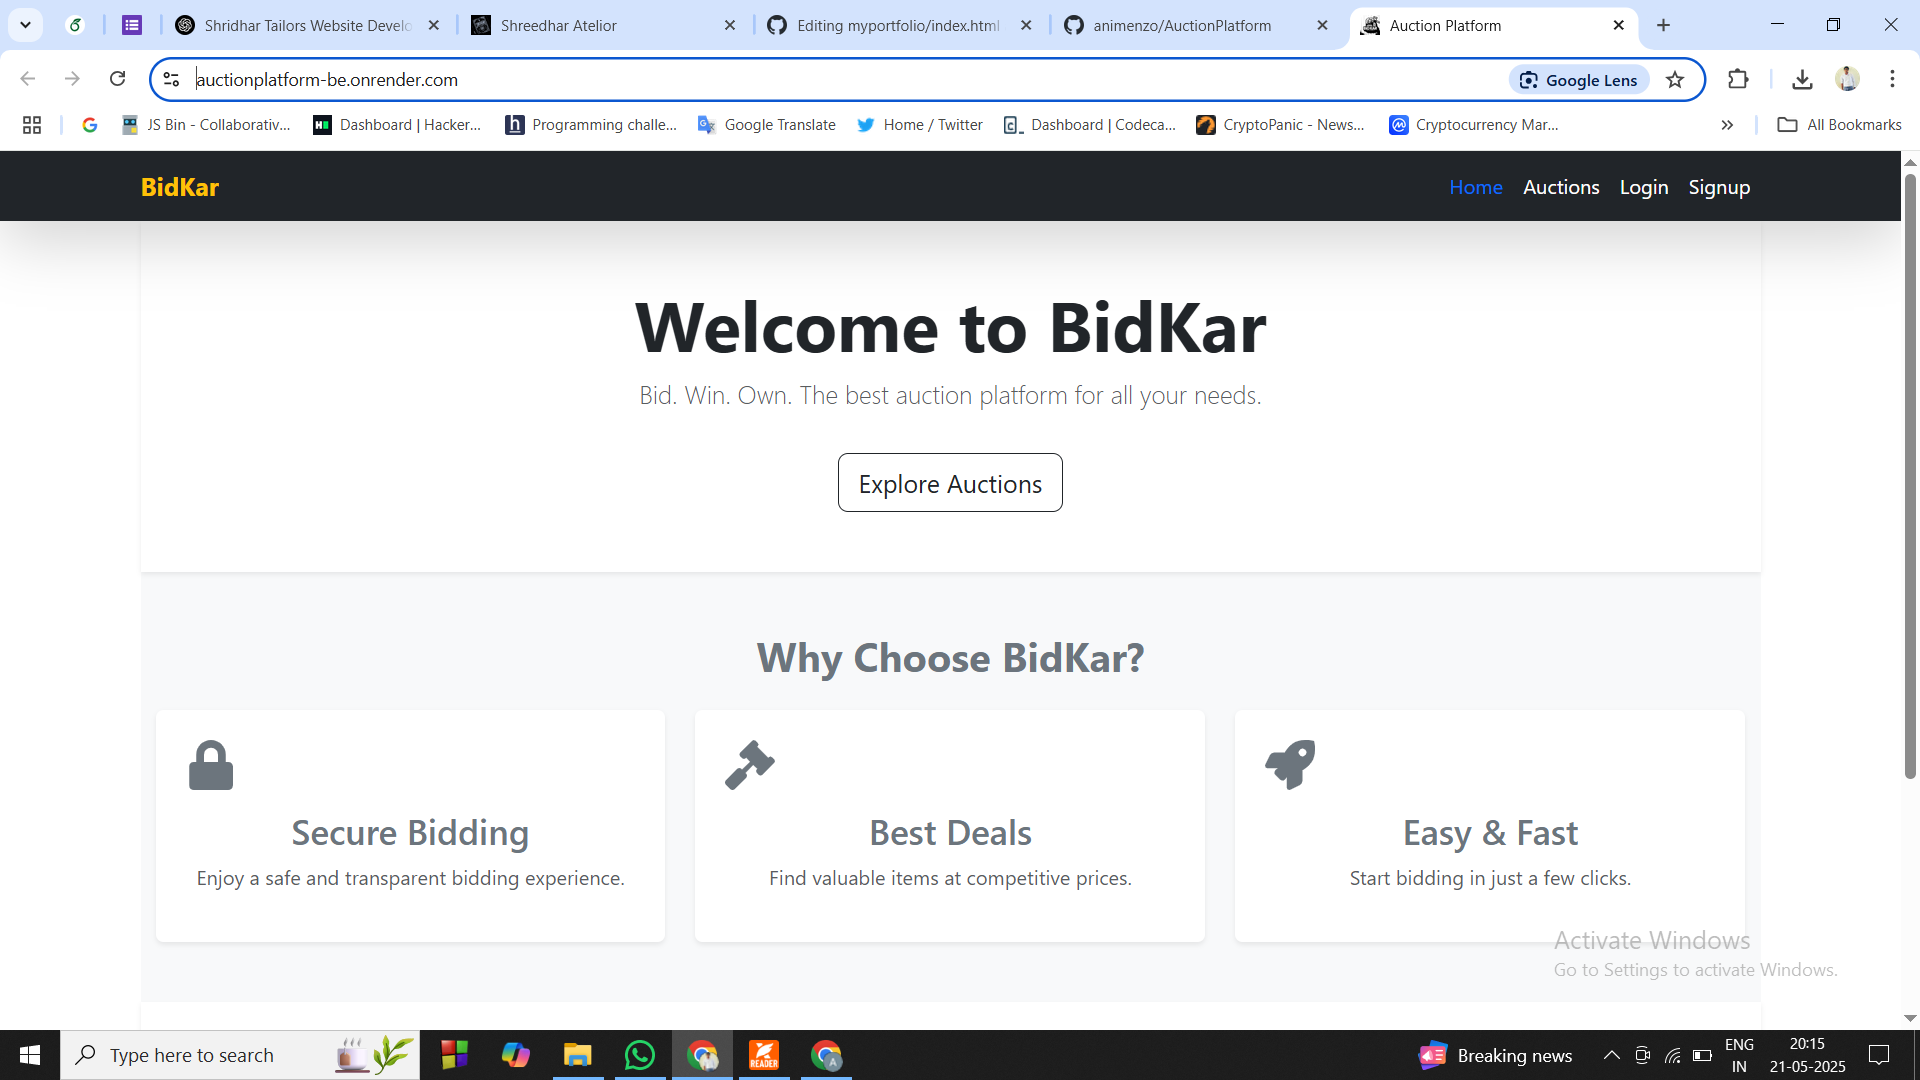 Shridhar Tailors Website Develo
Shreedhar Atelior
Editing myportfolio/index.html
animenzo/AuctionPlatform
Auction Platform
auctionplatform-be.onrender.com
Google Lens
JS Bin - Collaborativ...
Dashboard | Hacker...
Programming challe...
Google Translate
Home / Twitter
Dashboard | Codeca...
CryptoPanic - News...
Cryptocurrency Mar...
All Bookmarks
BidKar
Home
Auctions
Login
Signup
Welcome to BidKar
Bid. Win. Own. The best auction platform for all your needs.
Explore Auctions
Why Choose BidKar?
Secure Bidding
Enjoy a safe and transparent bidding experience.
Best Deals
Find valuable items at competitive prices.
Easy & Fast
Start bidding in just a few clicks.
Activate Windows
Go to Settings to activate Windows.
Type here to search
READER
A
Breaking news
ENG
IN
20:15
21-05-2025